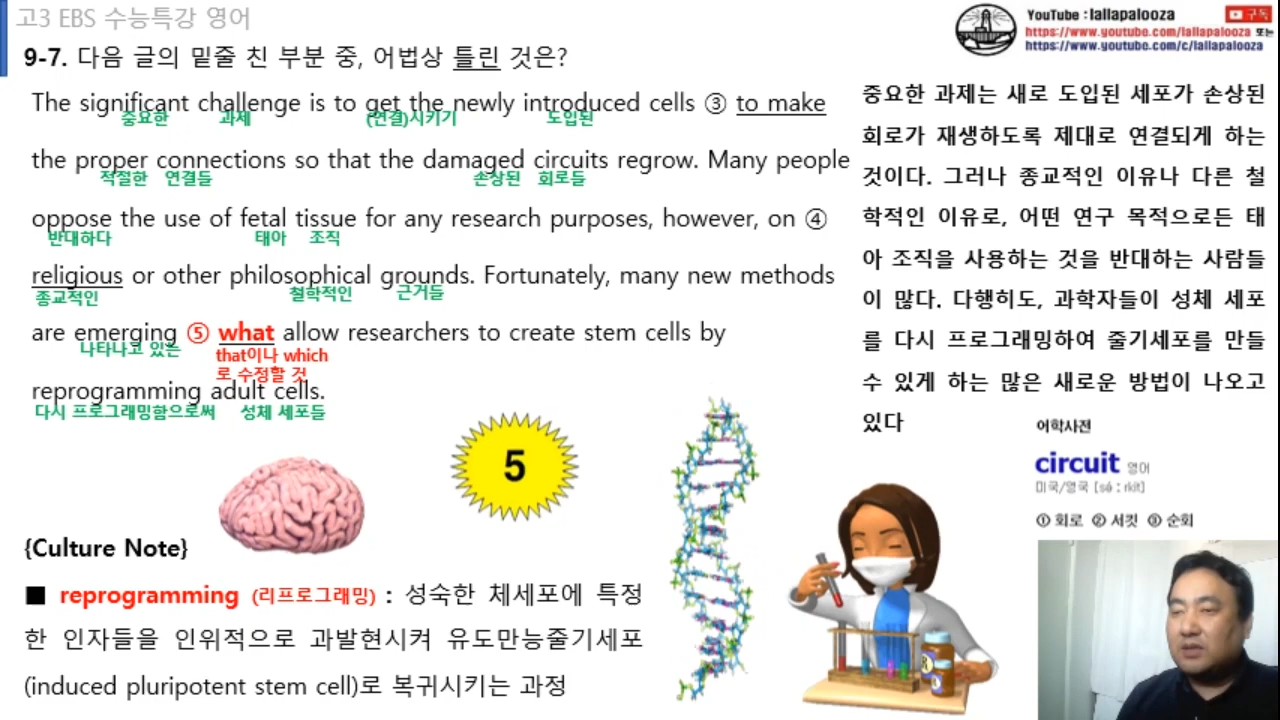 고3 EBS 수능특강 영어
YouTube : lallapalooza
구독
https://www.youtube.com/lallapalooza 또는
https://www.youtube.com/c/lallapalooza
9-7. 다음 글의 밑줄 친 부분 중, 어법상 틀린 것은?
The significant challenge is to get the newly introduced cells ③ to make
중요한 과제 (연결)시키기 도입된
the proper connections so that the damaged circuits regrow. Many people
적절한 연결들 손상된 회로들
oppose the use of fetal tissue for any research purposes, however, on ④
반대하다 태아 조직
religious or other philosophical grounds. Fortunately, many new methods
종교적인 철학적인 근거들
are emerging ⑤ what allow researchers to create stem cells by
나타나고 있는 that이나 which
로 수정할 것
reprogramming adult cells.
다시 프로그래밍함으로써 성체 세포들
중요한 과제는 새로 도입된 세포가 손상된
회로가 재생하도록 제대로 연결되게 하는
것이다. 그러나 종교적인 이유나 다른 철
학적인 이유로, 어떤 연구 목적으로든 태
아 조직을 사용하는 것을 반대하는 사람들
이 많다. 다행히도, 과학자들이 성체 세포
를 다시 프로그래밍하여 줄기세포를 만들
수 있게 하는 많은 새로운 방법이 나오고
있다
어학사전
circuit 영어
미국/영국 [sə́ːrkit]
① 회로 ② 서킷 ③ 순회
5
{Culture Note}
■ reprogramming (리프로그래밍) : 성숙한 체세포에 특정
한 인자들을 인위적으로 과발현시켜 유도만능줄기세포
(induced pluripotent stem cell)로 복귀시키는 과정